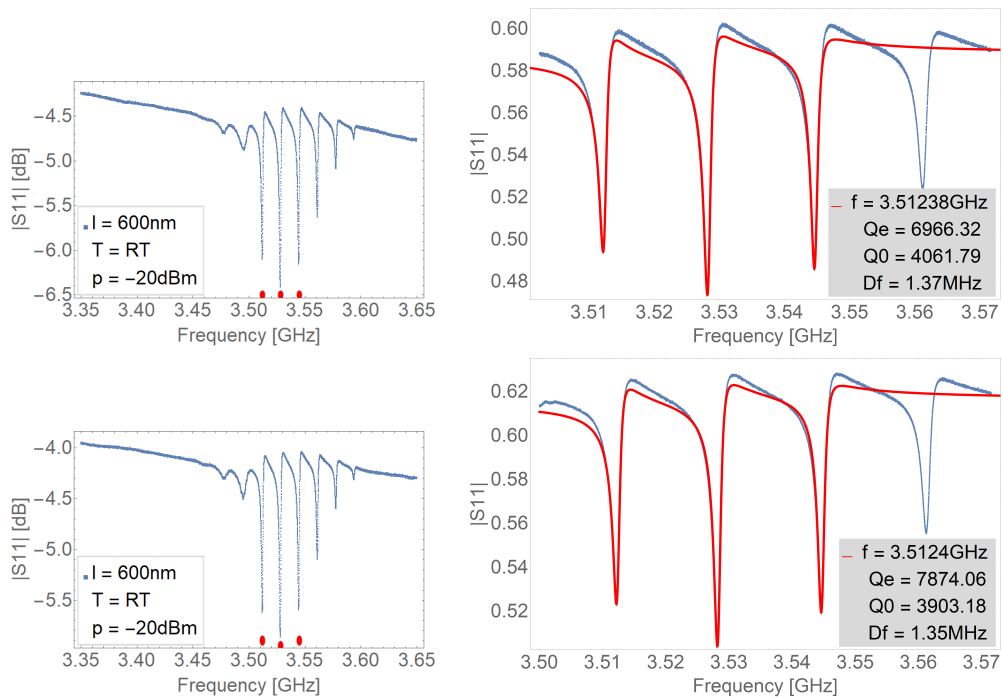 |S11| [dB]
−4.5
−5.0
−5.5
−6.0
−6.5
l = 600nm
T = RT
p = −20dBm
3.35 3.40 3.45 3.50 3.55 3.60 3.65
Frequency [GHz]
|S11|
0.60
0.58
0.56
0.54
0.52
0.50
0.48
f = 3.51238GHz
Qe = 6966.32
Q0 = 4061.79
Df = 1.37MHz
3.51 3.52 3.53 3.54 3.55 3.56 3.57
Frequency [GHz]
|S11| [dB]
−4.0
−4.5
−5.0
−5.5
l = 600nm
T = RT
p = −20dBm
3.35 3.40 3.45 3.50 3.55 3.60 3.65
Frequency [GHz]
|S11|
0.62
0.60
0.58
0.56
0.54
0.52
f = 3.5124GHz
Qe = 7874.06
Q0 = 3903.18
Df = 1.35MHz
3.50 3.51 3.52 3.53 3.54 3.55 3.56 3.57
Frequency [GHz]